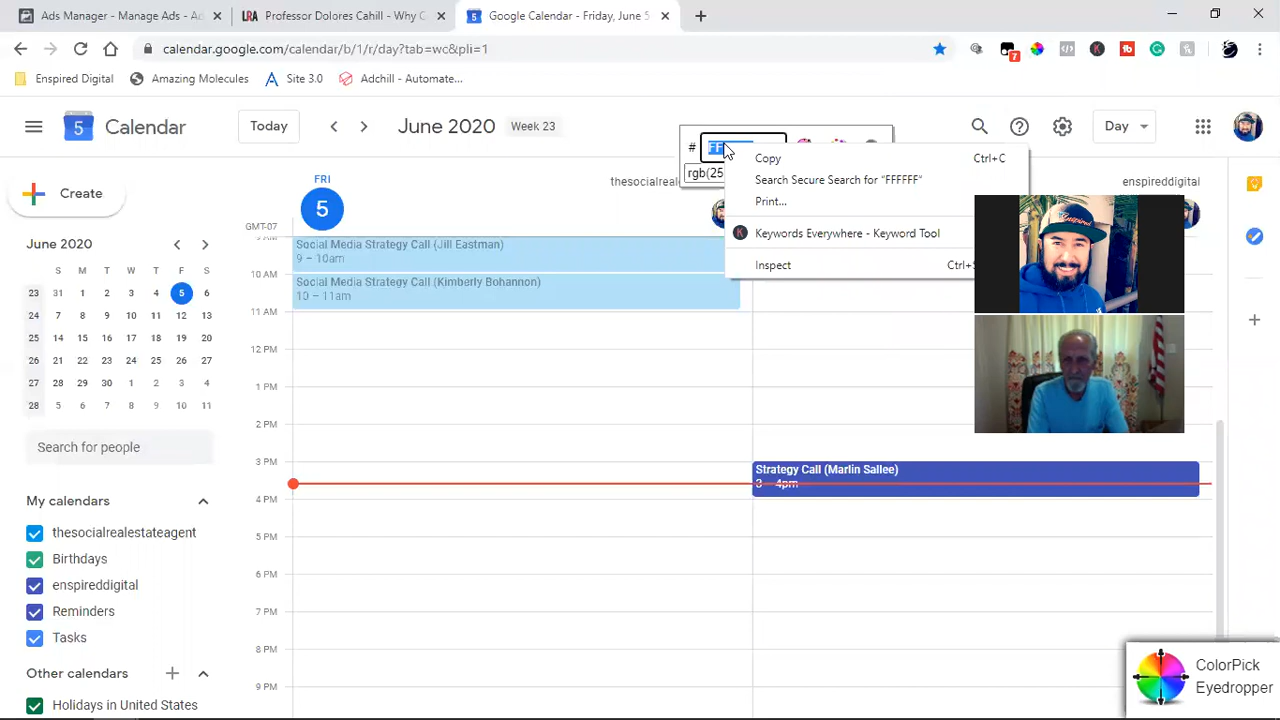 Ads Manager - Manage Ads - Ad
LRA Professor Dolores Cahill - Why C
Google Calendar - Friday, June 5
calendar.google.com/calendar/b/1/r/day?tab=wc&pli=1
7
Enspired Digital
Amazing Molecules
Site 3.0
Adchill - Automate...
5 Calendar
Today
June 2020
Week 23
Day
# FF
rgb(25
Copy Ctrl+C
Search Secure Search for “FFFFFF”
Print...
K Keywords Everywhere - Keyword Tool
Inspect
Create
FRI
5
GMT-07
enspireddigital
June 2020
S M T W T F S
23 31 1 2 3 4 5 6
24 7 8 9 10 11 12 13
25 14 15 16 17 18 19 20
26 21 22 23 24 25 26 27
27 28 29 30 1 2 3 4
28 5 6 7 8 9 10 11
Search for people
My calendars
thesocialrealestateagent
Birthdays
enspireddigital
Reminders
Tasks
Other calendars
Holidays in United States
Social Media Strategy Call (Jill Eastman)
9 – 10am
Social Media Strategy Call (Kimberly Bohannon)
10 – 11am
10 AM
11 AM
12 PM
1 PM
2 PM
3 PM
4 PM
5 PM
6 PM
7 PM
8 PM
9 PM
Strategy Call (Marlin Sallee)
3 – 4pm
ColorPick
Eyedropper